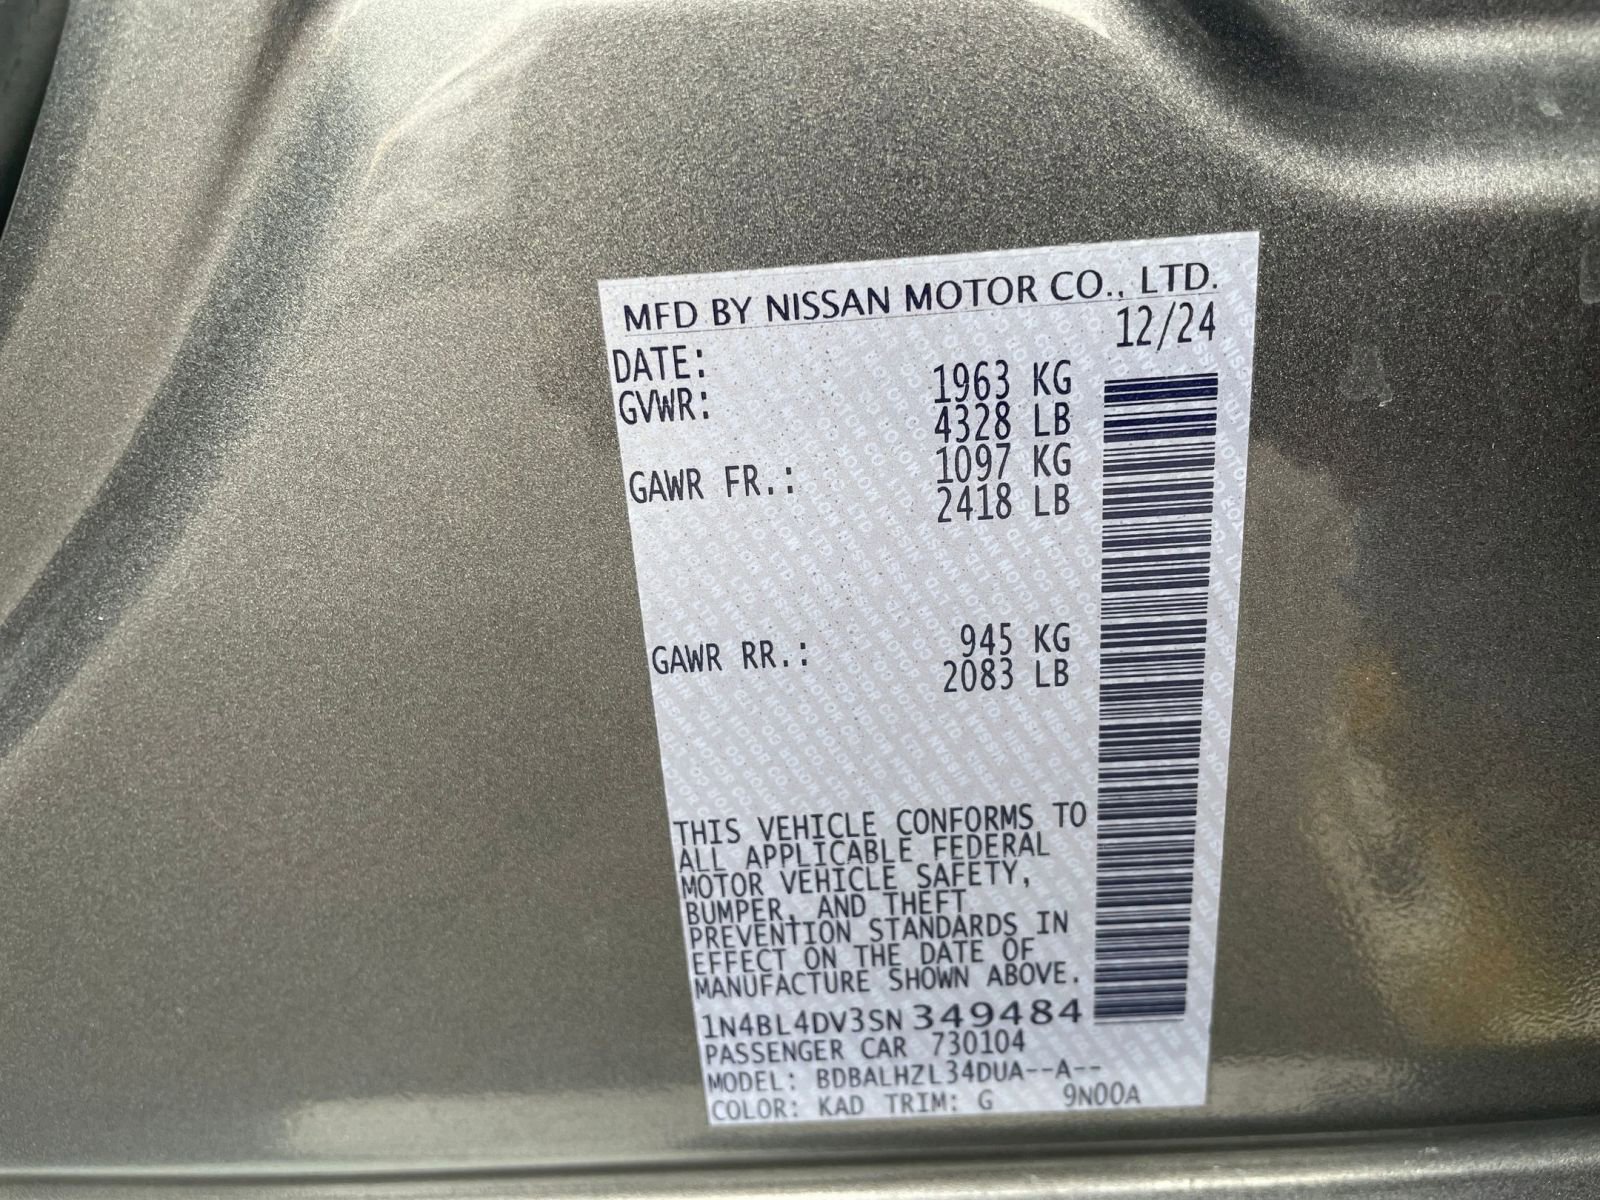 MFD BY NISSAN MOTOR CO., LTD.
DATE: 12/24
GVWR: 1963 KG
4328 LB
GAWR FR.: 1097 KG
2418 LB
GAWR RR.: 945 KG
2083 LB
THIS VEHICLE CONFORMS TO
ALL APPLICABLE FEDERAL
MOTOR VEHICLE SAFETY,
BUMPER, AND THEFT
PREVENTION STANDARDS IN
EFFECT ON THE DATE OF
MANUFACTURE SHOWN ABOVE.
1N4BL4DV3SN349484
PASSENGER CAR 730104
MODEL: BDBALHZL34DUA--A--
COLOR: KAD TRIM: G 9N00A